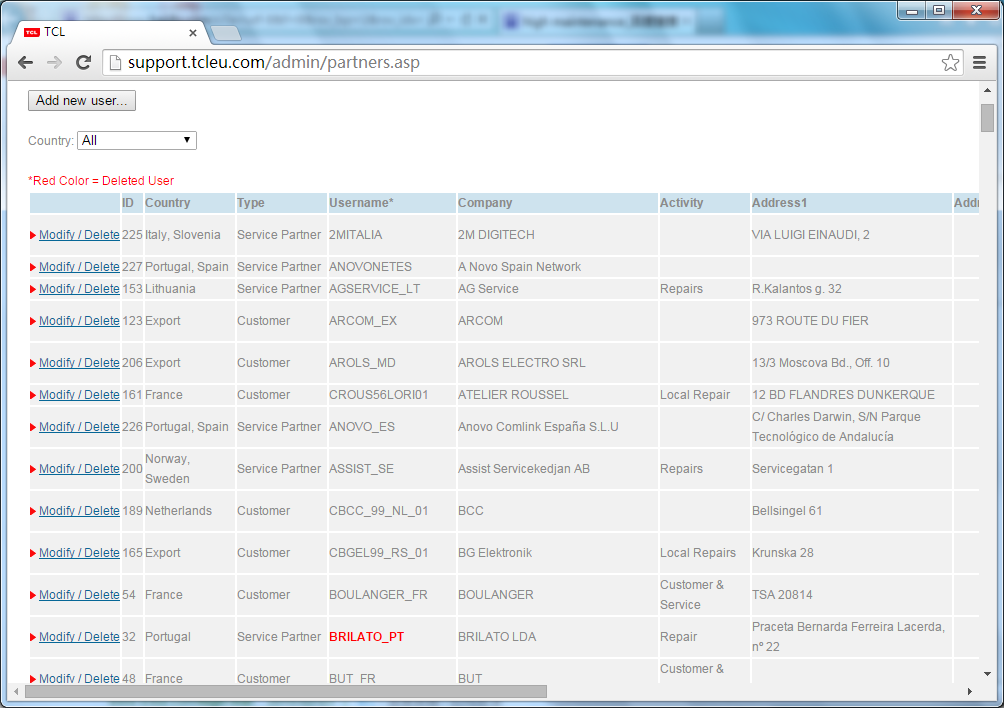 TCL TCL
support.tcleu.com/admin/partners.asp
Add new user...
Country: All
*Red Color = Deleted User
ID Country Type Username* Company Activity Address1 Addr
Modify / Delete 225 Italy, Slovenia Service Partner 2MITALIA 2M DIGITECH VIA LUIGI EINAUDI, 2
Modify / Delete 227 Portugal, Spain Service Partner ANOVONETES A Novo Spain Network
Modify / Delete 153 Lithuania Service Partner AGSERVICE_LT AG Service Repairs R.Kalantos g. 32
Modify / Delete 123 Export Customer ARCOM_EX ARCOM 973 ROUTE DU FIER
Modify / Delete 206 Export Customer AROLS_MD AROLS ELECTRO SRL 13/3 Moscova Bd., Off. 10
Modify / Delete 161 France Customer CROUS56LORI01 ATELIER ROUSSEL Local Repair 12 BD FLANDRES DUNKERQUE
Modify / Delete 226 Portugal, Spain Service Partner ANOVO_ES Anovo Comlink España S.L.U C/ Charles Darwin, S/N Parque
Tecnológico de Andalucía
Modify / Delete 200 Norway,
Sweden Service Partner ASSIST_SE Assist Servicekedjan AB Repairs Servicegatan 1
Modify / Delete 189 Netherlands Customer CBCC_99_NL_01 BCC Bellsingel 61
Modify / Delete 165 Export Customer CBGEL99_RS_01 BG Elektronik Local Repairs Krunska 28
Modify / Delete 54 France Customer BOULANGER_FR BOULANGER Customer &
Service TSA 20814
Modify / Delete 32 Portugal Service Partner BRILATO_PT BRILATO LDA Repair Praceta Bernarda Ferreira Lacerda,
nº 22
Modify / Delete 48 France Customer BUT_FR BUT Customer &